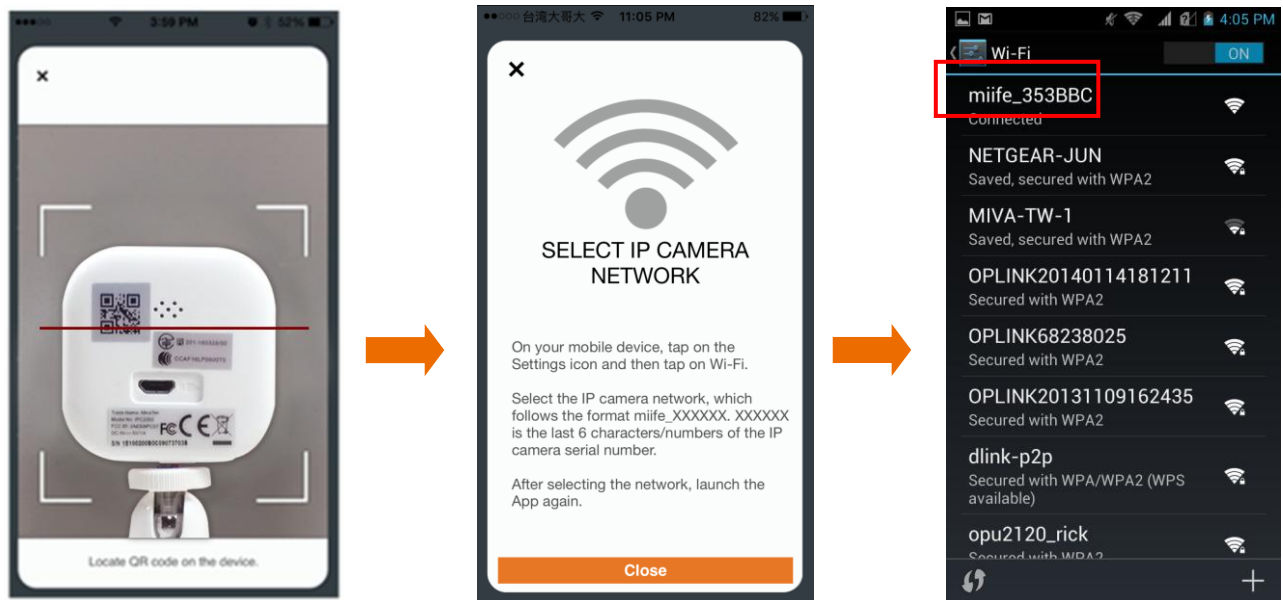 3:59 PM
52%
×
Trade Name:
Model No: IPC2202
S/N
FC CE
Locate QR code on the device.
台湾大哥大
11:05 PM
82%
×
SELECT IP CAMERA
NETWORK
On your mobile device, tap on the
Settings icon and then tap on Wi-Fi.
Select the IP camera network, which
follows the format miife_XXXXXX. XXXXXX
is the last 6 characters/numbers of the IP
camera serial number.
After selecting the network, launch the
App again.
Close
4:05 PM
Wi-Fi
ON
miife_353BBC
Connected
NETGEAR-JUN
Saved, secured with WPA2
MIVA-TW-1
Saved, secured with WPA2
OPLINK20140114181211
Secured with WPA2
OPLINK68238025
Secured with WPA2
OPLINK20131109162435
Secured with WPA2
dlink-p2p
Secured with WPA/WPA2 (WPS
available)
opu2120_rick
Secured with WPA2